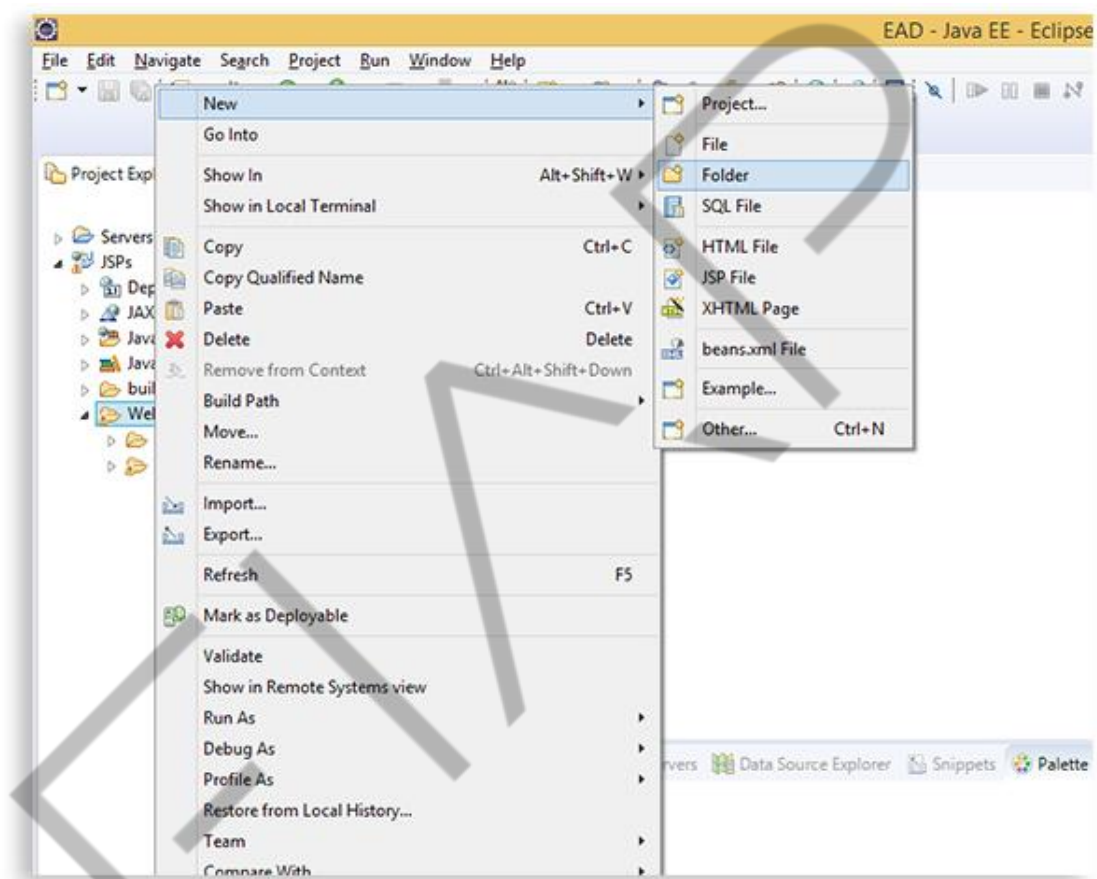 EAD - Java EE - Eclipse
File Edit Navigate Search Project Run Window Help
Project Expl
Servers
JSPs
Dep
JAX
Java
Java
buil
Wel
New
Go Into
Show In Alt+Shift+W
Show in Local Terminal
Copy Ctrl+C
Copy Qualified Name
Paste Ctrl+V
Delete Delete
Remove from Context Ctrl+Alt+Shift+Down
Build Path
Move...
Rename...
Import...
Export...
Refresh F5
Mark as Deployable
Validate
Show in Remote Systems view
Run As
Debug As
Profile As
Restore from Local History...
Team
Compare With
Project...
File
Folder
SQL File
HTML File
JSP File
XHTML Page
beans.xml File
Example...
Other... Ctrl+N
rvers Data Source Explorer Snippets Palette
FIAP